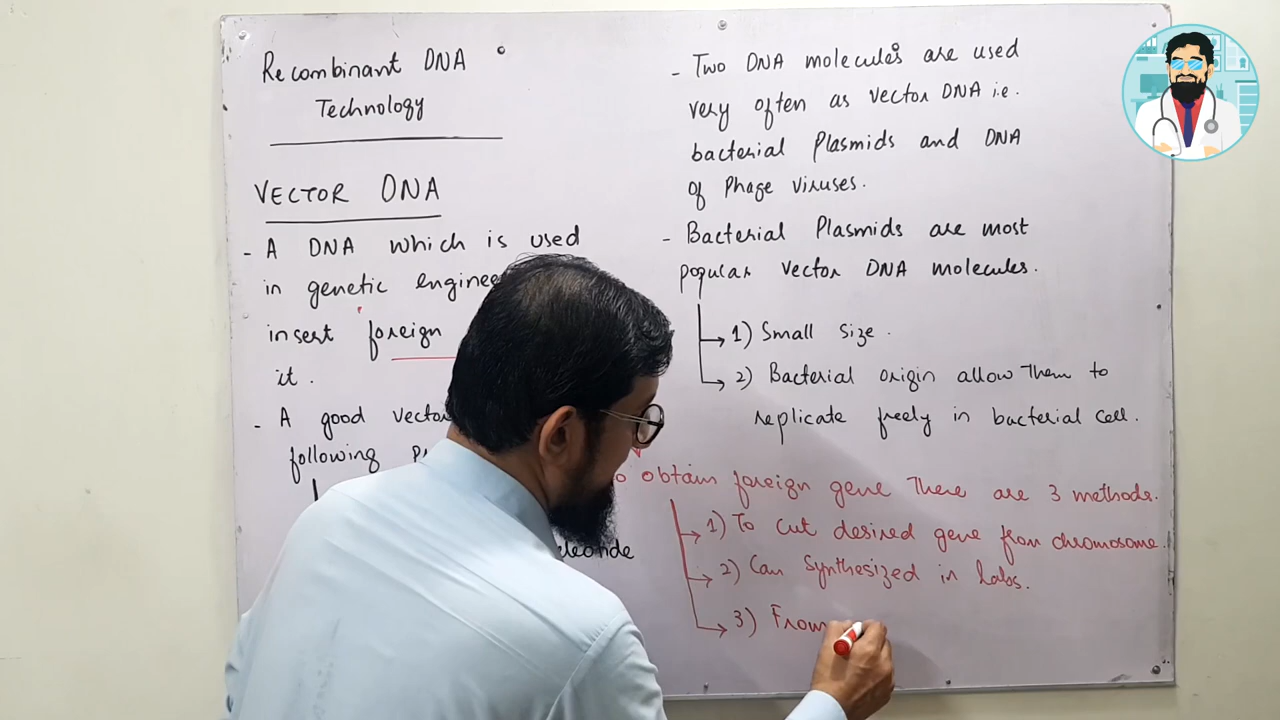 Recombinant DNA
Technology
VECTOR DNA
- A DNA which is used
in genetic enginee
insert foreign
it.
- A good vector
following
- Two DNA molecules are used
very often as vector DNA i.e.
bacterial Plasmids and DNA
of Phage Viruses.
- Bacterial Plasmids are most
popular vector DNA molecules.
1) Small size.
2) Bacterial origin allow them to
replicate freely in bacterial cell.
o obtain foreign gene there are 3 methods.
1) To cut desired gene from chromosome.
2) Can Synthesized in Labs.
3) From